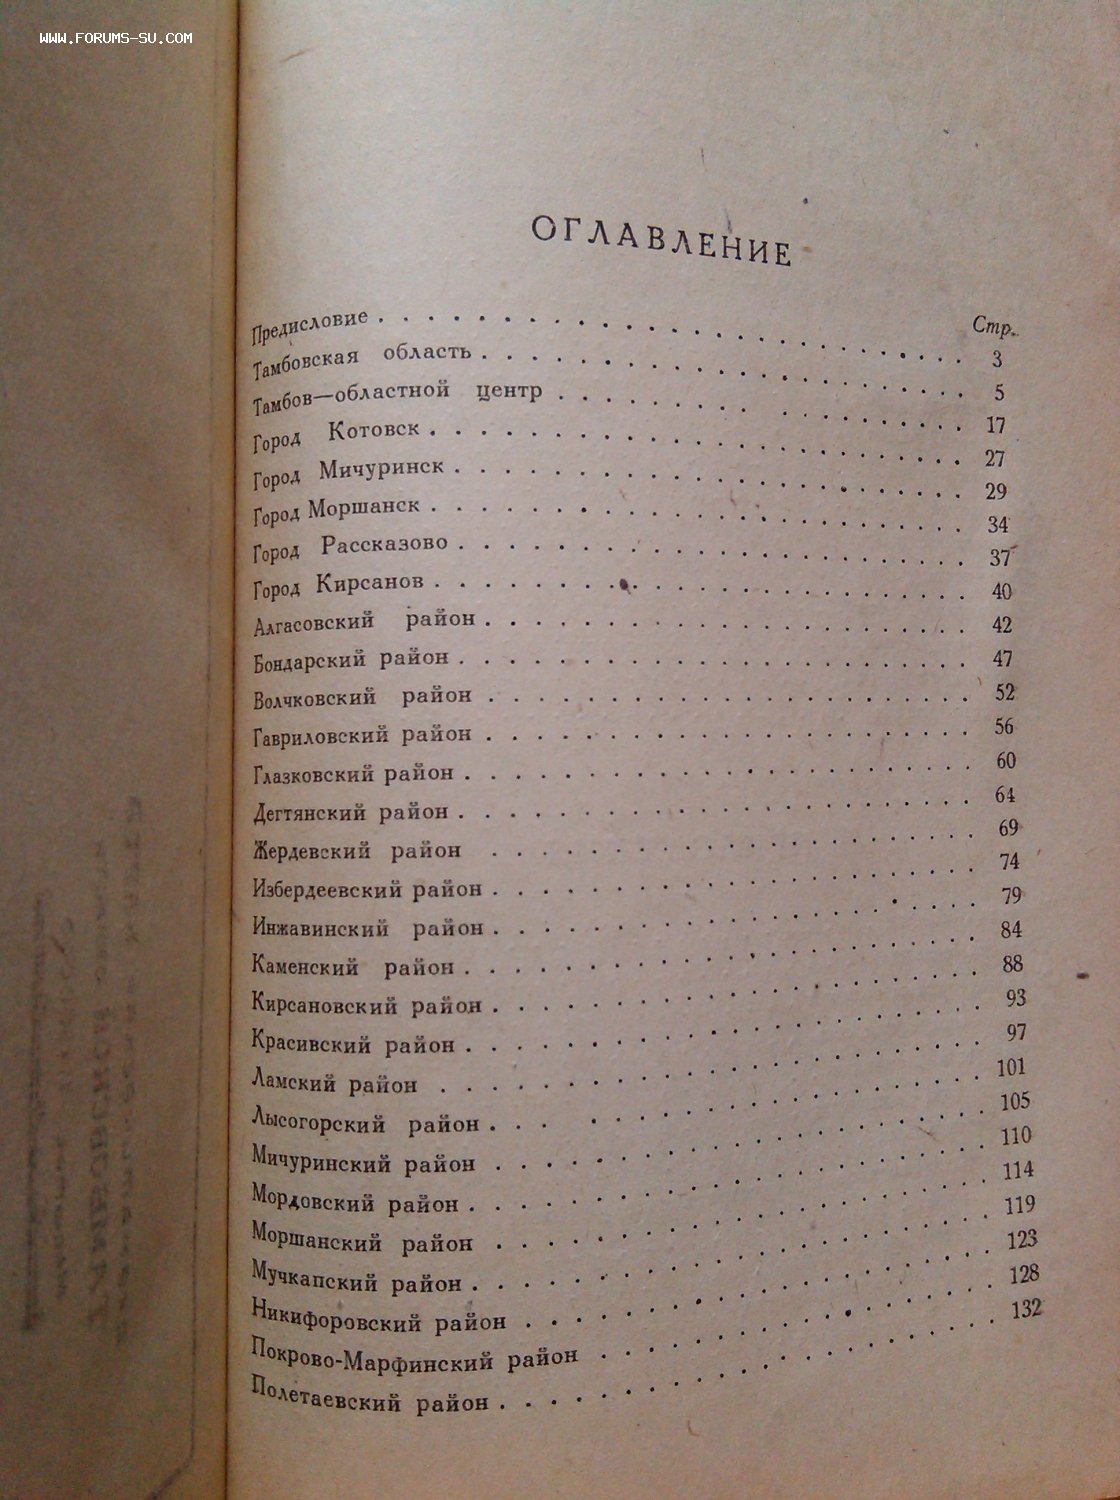 WWW.FORUMS-SU.COM
ОГЛАВЛЕНИЕ
Стр.
Предисловие . . . . . . . . . . 3
Тамбовская область . . . . . . . . . . 5
Тамбов—областной центр . . . . . . . . . . 17
Город Котовск . . . . . . . . . . 27
Город Мичуринск . . . . . . . . . . 29
Город Моршанск . . . . . . . . . . 34
Город Рассказово . . . . . . . . . . 37
Город Кирсанов . . . . . . . . . . 40
Алгасовский район . . . . . . . . . . 42
Бондарский район . . . . . . . . . . 47
Волчковский район . . . . . . . . . . 52
Гавриловский район . . . . . . . . . . 56
Глазковский район . . . . . . . . . . 60
Дегтянский район . . . . . . . . . . 64
Жердевский район . . . . . . . . . . 69
Избердеевский район . . . . . . . . . . 74
Инжавинский район . . . . . . . . . . 79
Каменский район . . . . . . . . . . 84
Кирсановский район . . . . . . . . . . 88
Красивский район . . . . . . . . . . 93
Ламский район . . . . . . . . . . 97
Лысогорский район . . . . . . . . . . 101
Мичуринский район . . . . . . . . . . 105
Мордовский район . . . . . . . . . . 110
Моршанский район . . . . . . . . . . 114
Мучкапский район . . . . . . . . . . 119
Никифоровский район . . . . . . . . . . 123
Покрово-Марфинский район . . . . . . . . . . 128
Полетаевский район . . . . . . . . . . 132